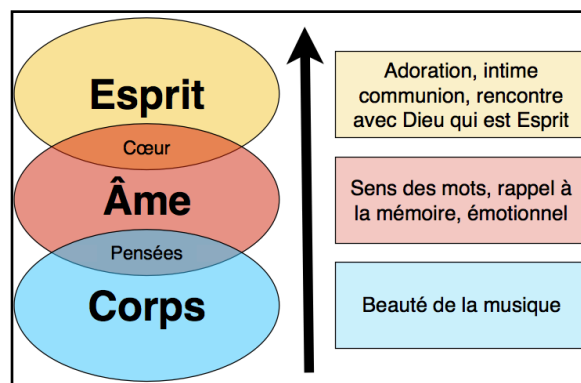 Esprit
Cœur
Âme
Pensées
Corps
Adoration, intime
communion, rencontre
avec Dieu qui est Esprit
Sens des mots, rappel à
la mémoire, émotionnel
Beauté de la musique